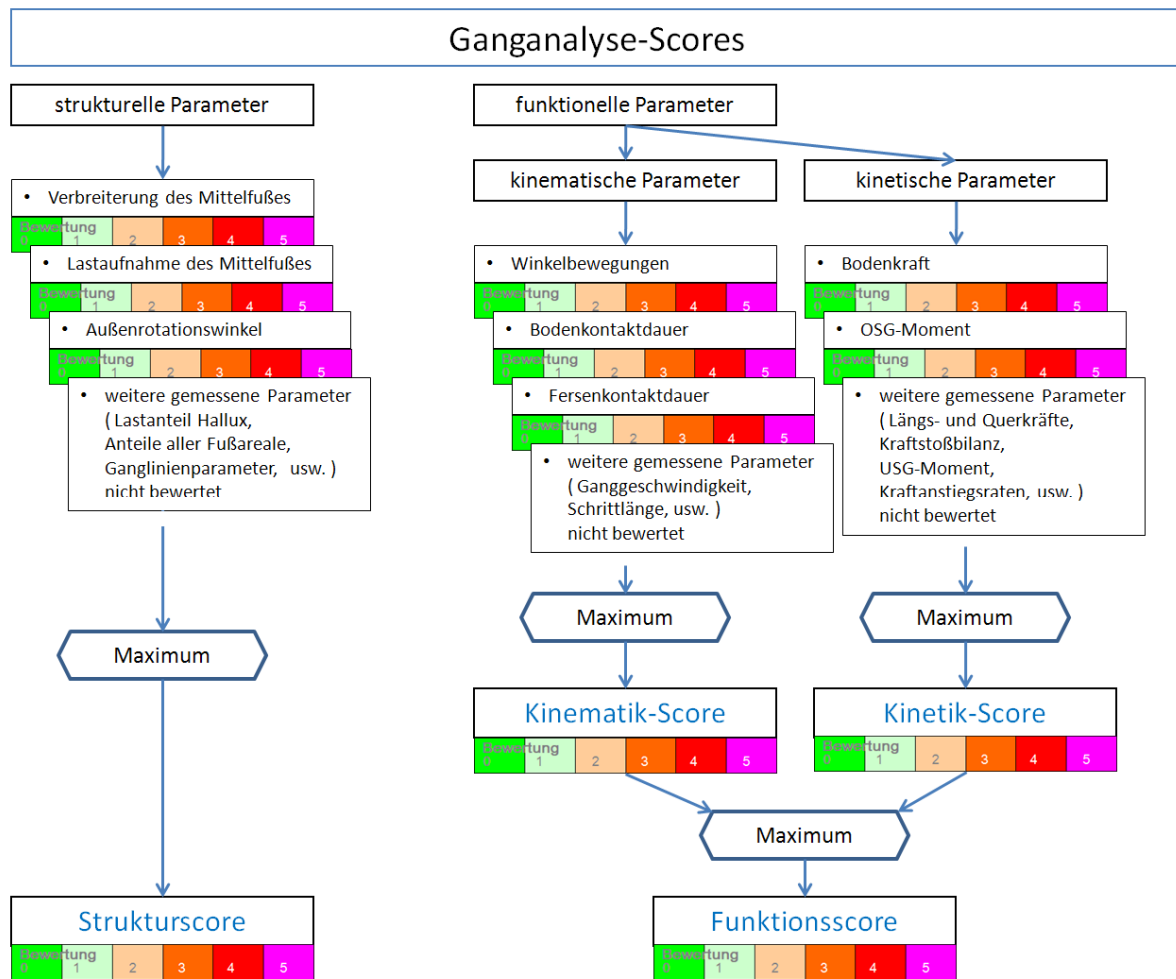 Ganganalyse-Scores
strukturelle Parameter
• Verbreiterung des Mittelfußes
Bewertung
0 1 2 3 4 5
• Lastaufnahme des Mittelfußes
Bewertung
0 1 2 3 4 5
• Außenrotationswinkel
Bewertung
0 1 2 3 4 5
• weitere gemessene Parameter
( Lastanteil Hallux,
Anteile aller Fußareale,
Ganglinienparameter, usw. )
nicht bewertet
Maximum
Strukturscore
Bewertung
0 1 2 3 4 5
funktionelle Parameter
kinematische Parameter
• Winkelbewegungen
Bewertung
0 1 2 3 4 5
• Bodenkontaktdauer
Bewertung
0 1 2 3 4 5
• Fersenkontaktdauer
Bewertung
0 1 2 3 4 5
• weitere gemessene Parameter
( Ganggeschwindigkeit,
Schrittlänge, usw. )
nicht bewertet
Maximum
Kinematik-Score
Bewertung
0 1 2 3 4 5
kinetische Parameter
• Bodenkraft
Bewertung
0 1 2 3 4 5
• OSG-Moment
Bewertung
0 1 2 3 4 5
• weitere gemessene Parameter
( Längs- und Querkräfte,
Kraftstoßbilanz,
USG-Moment,
Kraftanstiegsraten, usw. )
nicht bewertet
Maximum
Kinetik-Score
Bewertung
0 1 2 3 4 5
Maximum
Funktionsscore
Bewertung
0 1 2 3 4 5